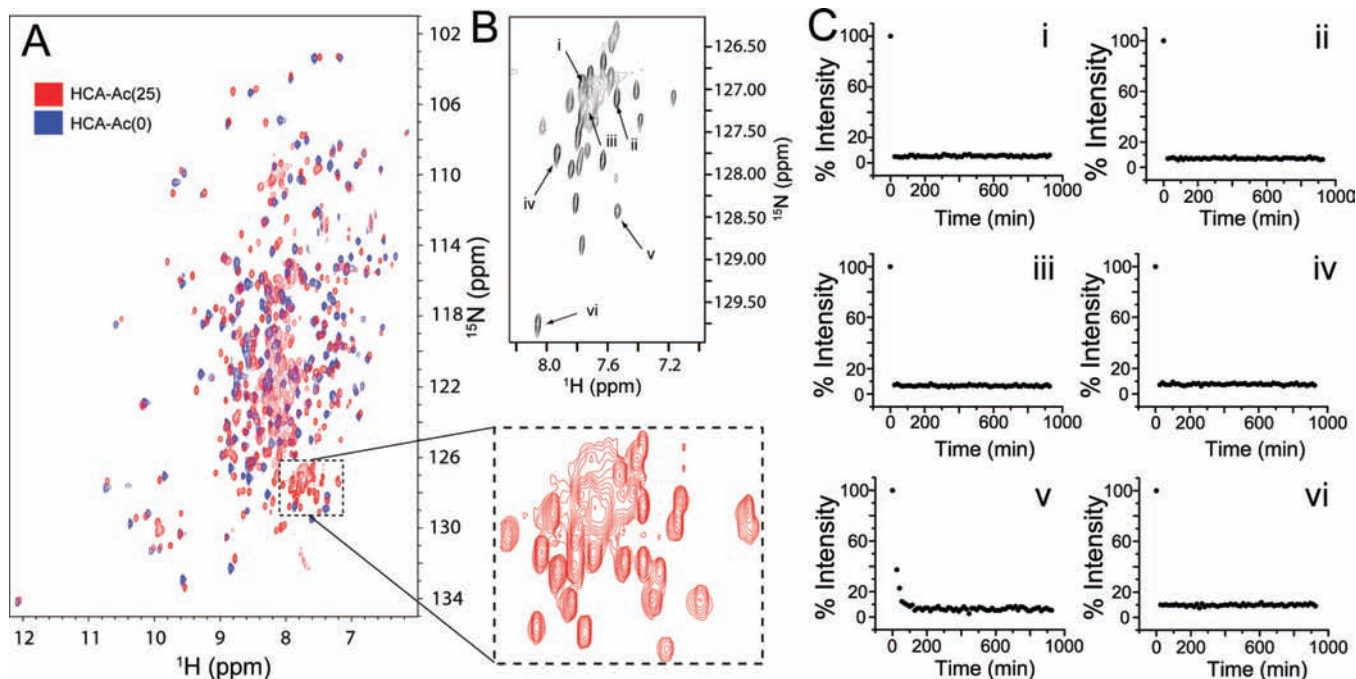 A
HCA-Ac(25)
HCA-Ac(0)
102
106
110
114
118
122
126
130
134
¹⁵N (ppm)
12 11 10 9 8 7
¹H (ppm)
B
i
ii
iii
iv
v
vi
126.50
127.00
127.50
128.00
128.50
129.00
129.50
¹⁵N (ppm)
8.0 7.6 7.2
¹H (ppm)
C
i
% Intensity
100
60
20
0
0 200 600 1000
Time (min)
ii
% Intensity
100
60
20
0
0 200 600 1000
Time (min)
iii
% Intensity
100
60
20
0
0 200 600 1000
Time (min)
iv
% Intensity
100
60
20
0
0 200 600 1000
Time (min)
v
% Intensity
100
60
20
0
0 200 600 1000
Time (min)
vi
% Intensity
100
60
20
0
0 200 600 1000
Time (min)